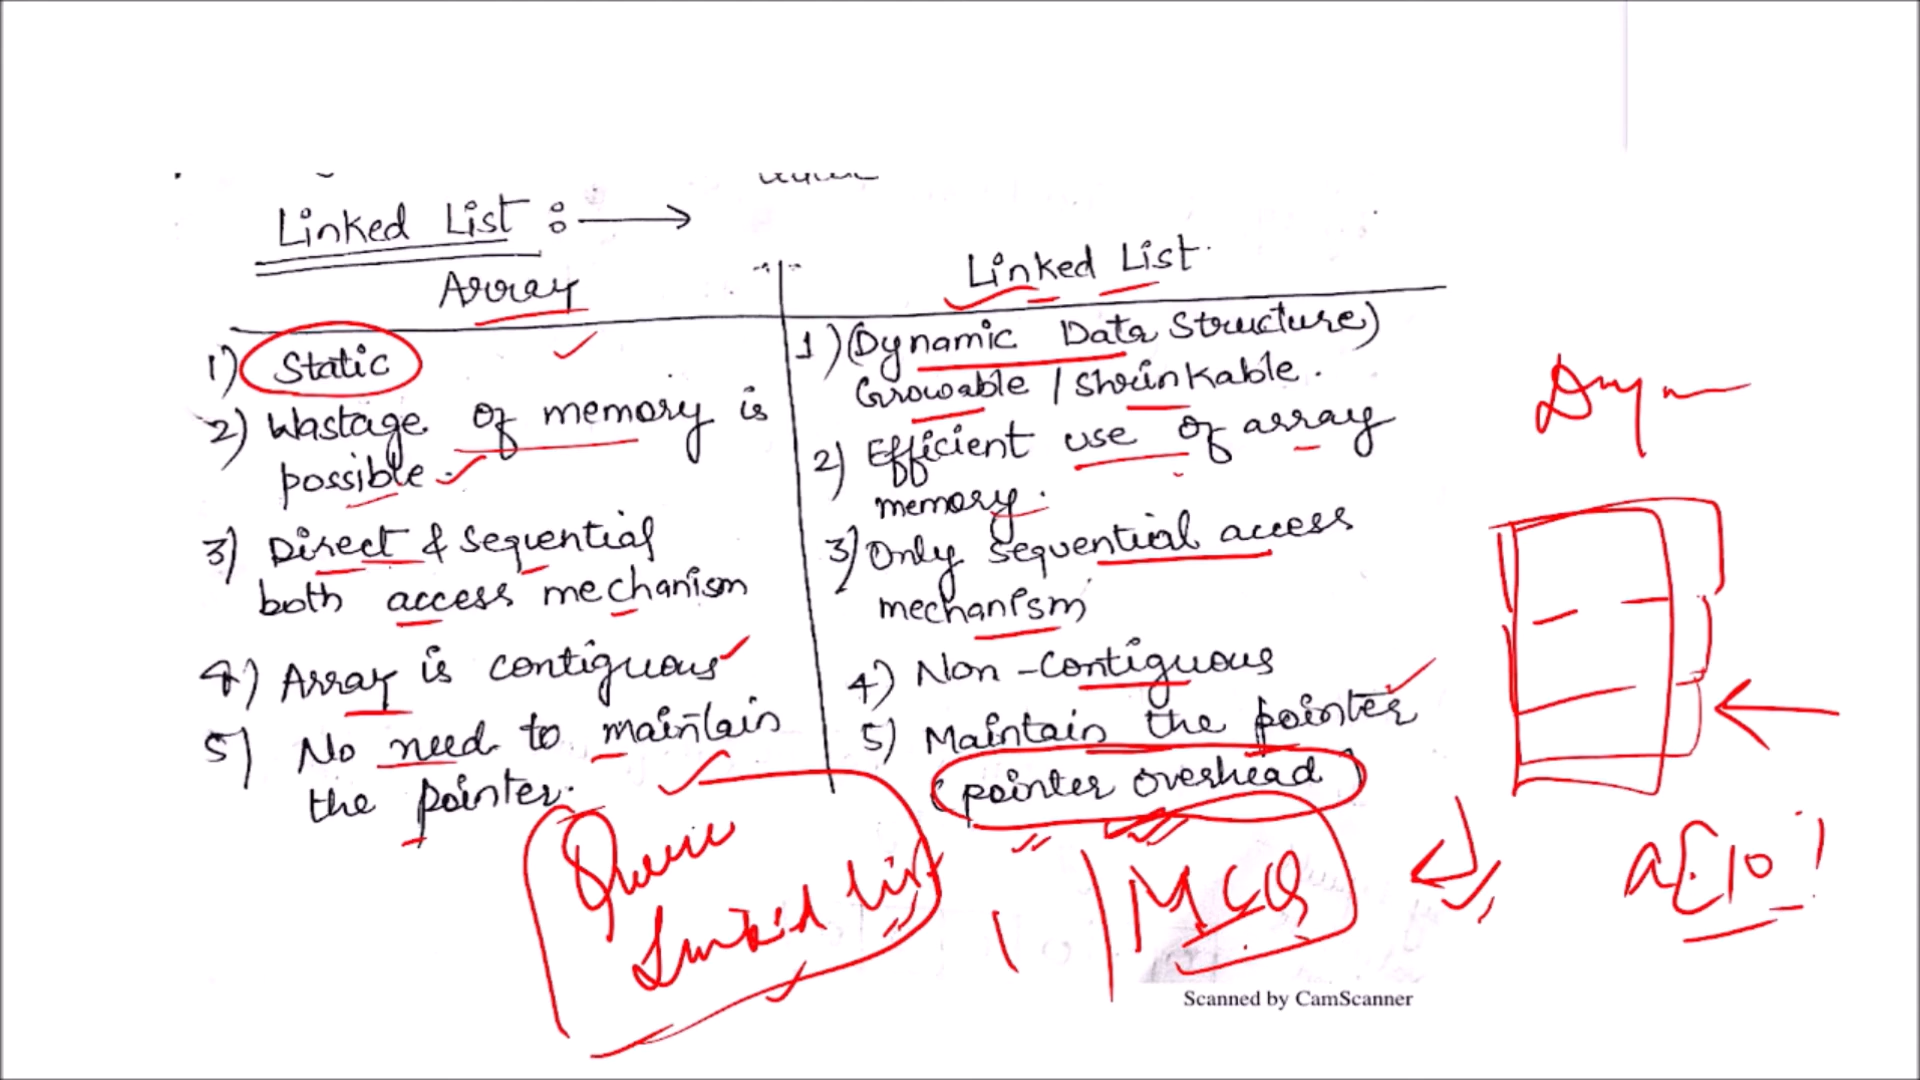 Linked List :→
Array
1) Static
2) Wastage of memory is
possible.
3) Direct & Sequential
both access mechanism
4) Array is contiguous
5) No need to maintain
the pointer.
Linked List
1) (Dynamic Data Structure)
Growable / Shrinkable.
2) Efficient use of array
memory.
3) Only sequential access
mechanism
4) Non-contiguous
5) Maintain the pointer
(pointer overhead)
Linked List
MCQ
a[10]
Scanned by CamScanner